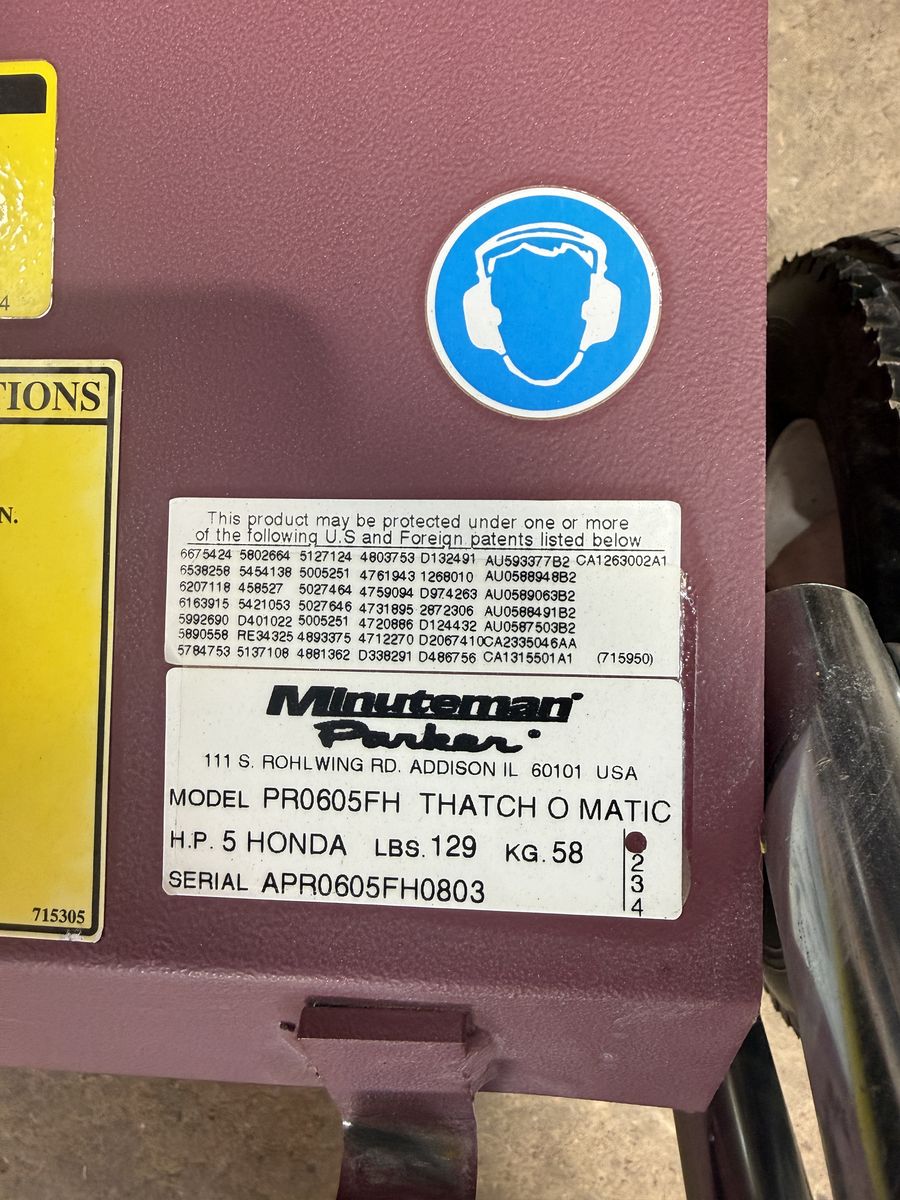 4
TIONS
N.
715305
This product may be protected under one or more
of the following U.S and Foreign patents listed below
6675424 5802664 5127124 4803753 D132491 AU593377B2 CA1263002A1
6538258 5454138 5005251 4761943 1268010 AU0588948B2
6207118 458527 5027464 4759094 D974263 AU0589063B2
6163915 5421053 5027646 4731895 2872306 AU0588491B2
5992690 D401022 5005251 4720886 D124432 AU0587503B2
5890558 RE34325 4893375 4712270 D2067410CA2335046AA
5784753 5137108 4881362 D338291 D486756 CA1315501A1 (715950)
Minuteman
Parker
111 S. ROHLWING RD. ADDISON IL 60101 USA
MODEL PR0605FH THATCH O MATIC
H.P. 5 HONDA LBS. 129 KG. 58
SERIAL APR0605FH0803
2
3
4